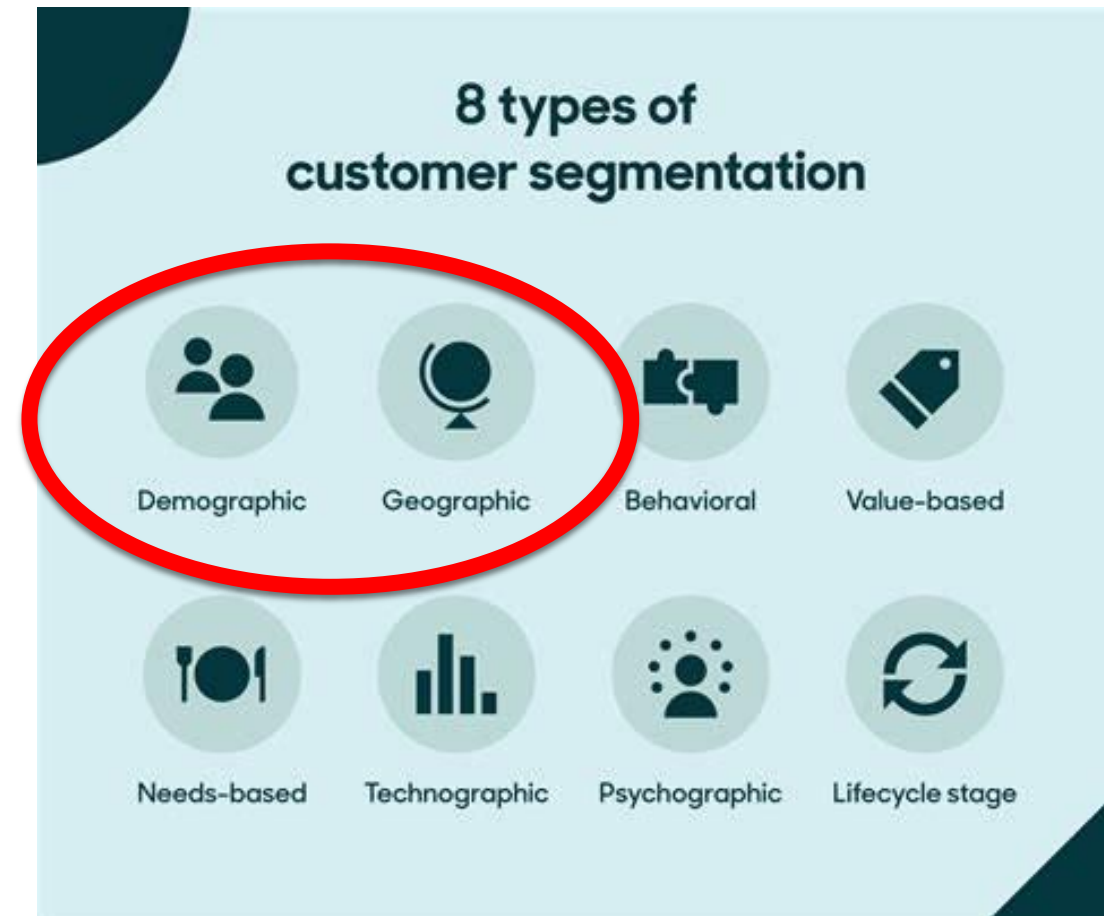 8 types of
customer segmentation
Demographic
Geographic
Behavioral
Value-based
Needs-based
Technographic
Psychographic
Lifecycle stage